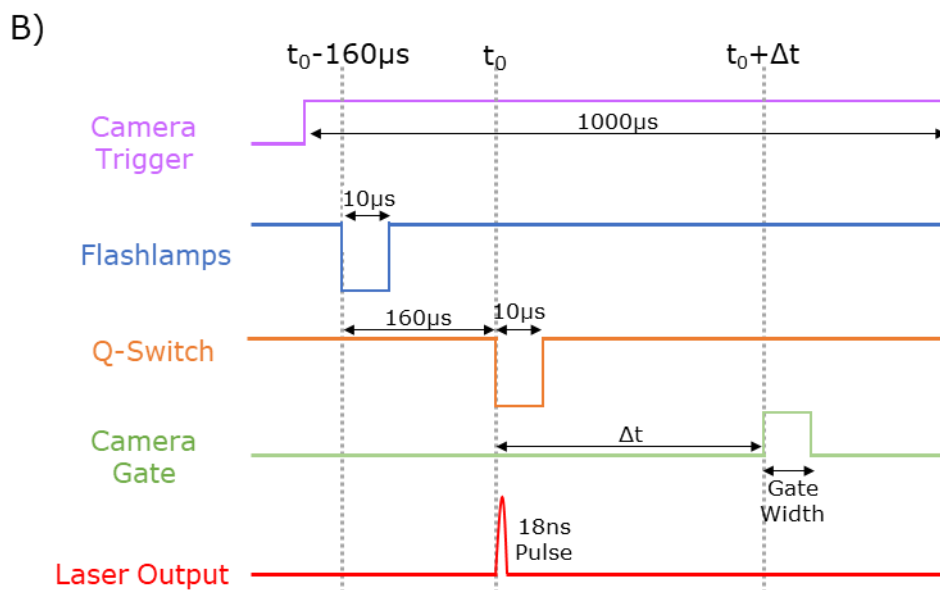 B)
t₀-160µs
t₀
t₀+Δt
Camera
Trigger
1000µs
10µs
Flashlamps
160µs
10µs
Q-Switch
Camera
Gate
Δt
Gate
Width
18ns
Pulse
Laser Output